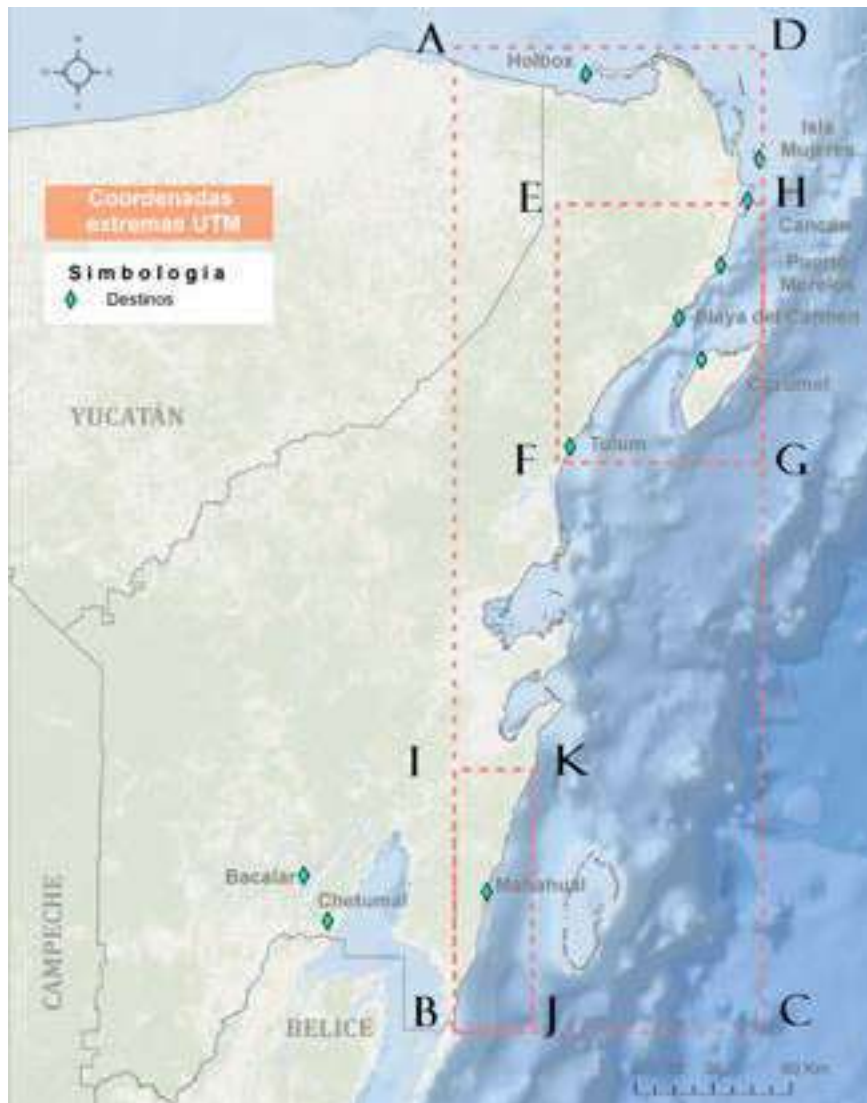 A
D
Holbox
Isla
Mujeres
E
H
Coordenadas
extremas UTM
Cancún
Simbología
Destinos
Puerto
Morelos
Playa del Carmen
Cozumel
YUCATÁN
F
Tulum
G
I
K
Bacalar
Mahahual
Chetumal
CAMPECHE
B
J
C
BELICE